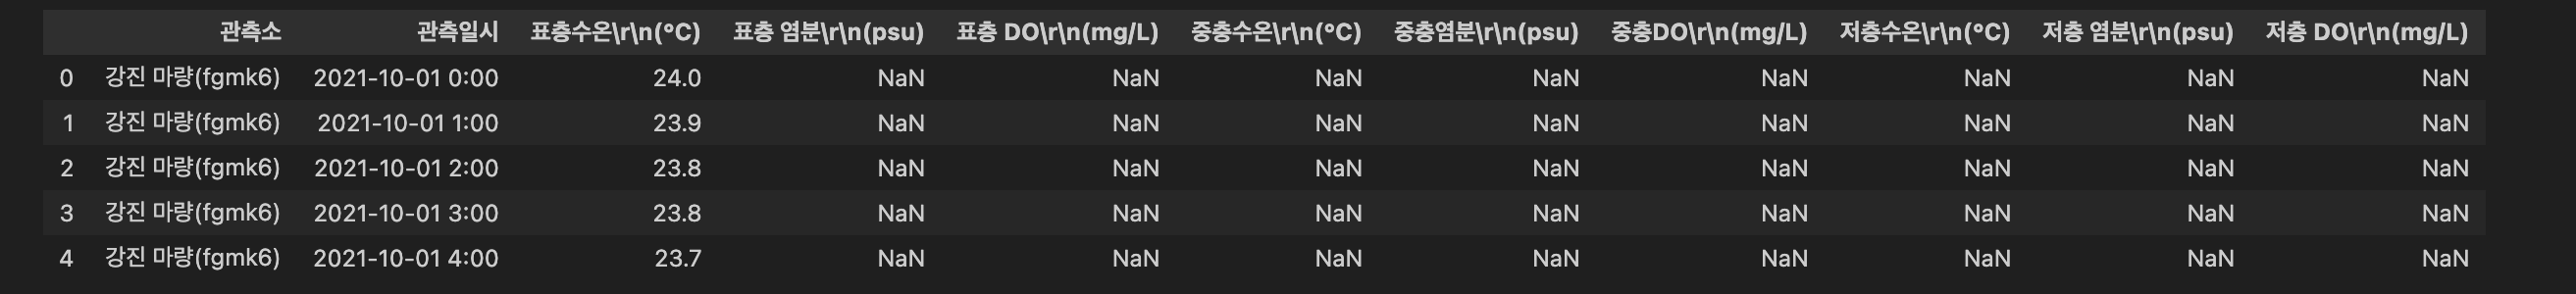 관측소 관측일시 표층수온\r\n(°C) 표층 염분\r\n(psu) 표층 DO\r\n(mg/L) 중층수온\r\n(°C) 중층염분\r\n(psu) 중층DO\r\n(mg/L) 저층수온\r\n(°C) 저층 염분\r\n(psu) 저층 DO\r\n(mg/L)
0 강진 마량(fgmk6) 2021-10-01 0:00 24.0 NaN NaN NaN NaN NaN NaN NaN NaN
1 강진 마량(fgmk6) 2021-10-01 1:00 23.9 NaN NaN NaN NaN NaN NaN NaN NaN
2 강진 마량(fgmk6) 2021-10-01 2:00 23.8 NaN NaN NaN NaN NaN NaN NaN NaN
3 강진 마량(fgmk6) 2021-10-01 3:00 23.8 NaN NaN NaN NaN NaN NaN NaN NaN
4 강진 마량(fgmk6) 2021-10-01 4:00 23.7 NaN NaN NaN NaN NaN NaN NaN NaN